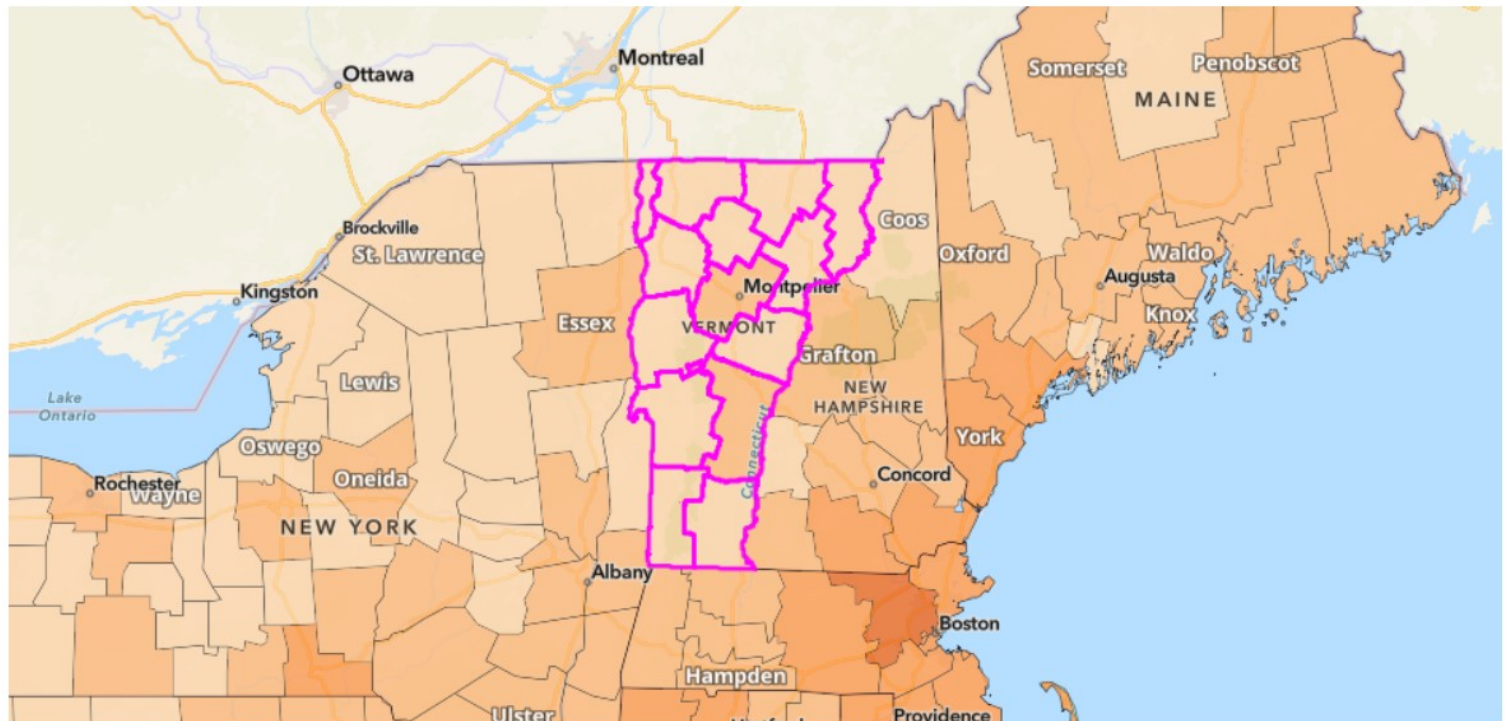 Montreal
Somerset
Penobscot
Ottawa
MAINE
Coos
Brockville
St. Lawrence
Oxford
Waldo
Augusta
Kingston
Montpelier
Knox
Essex
VERMONT
Grafton
Lewis
NEW
HAMPSHIRE
Lake
Ontario
Connecticut
York
Oswego
Oneida
Concord
Rochester
Wayne
NEW YORK
Albany
Boston
Hampden
Ulster
Hartford
Providence